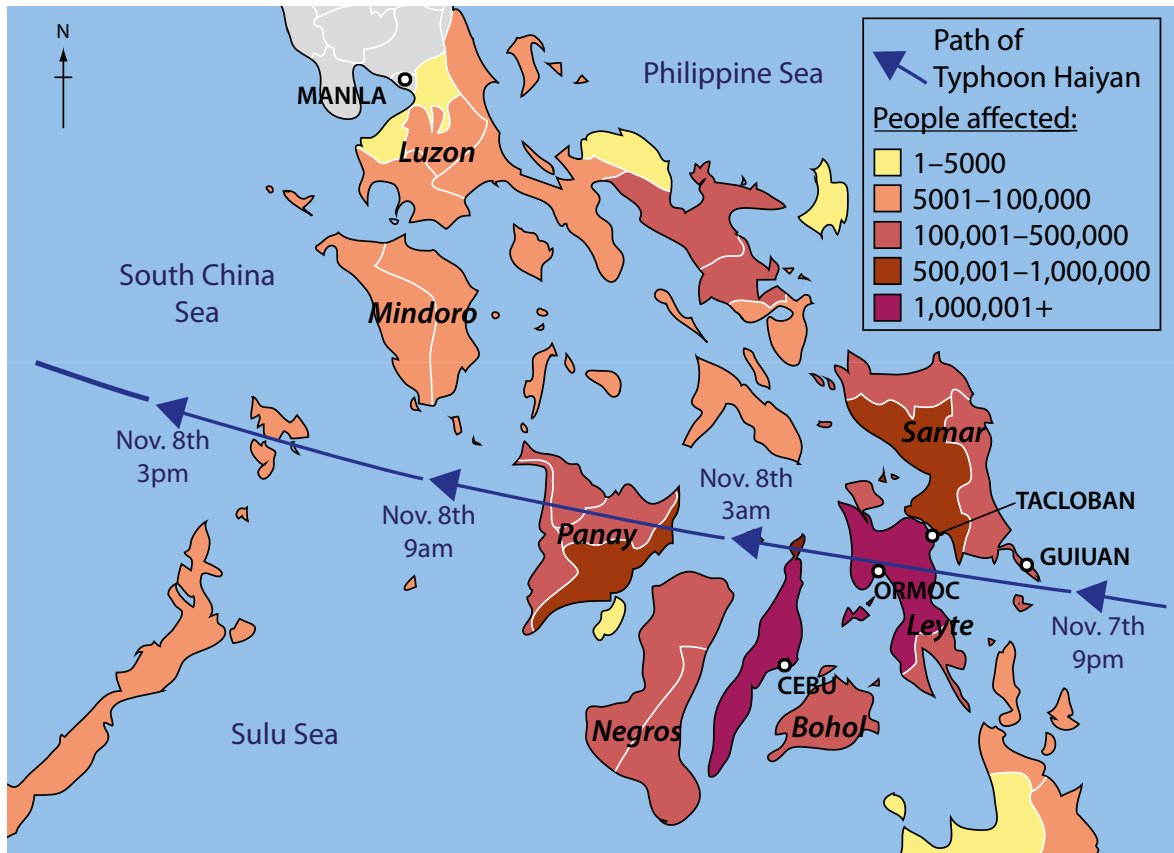 N
MANILA
Luzon
Philippine Sea
Path of
Typhoon Haiyan
People affected:
1–5000
5001–100,000
100,001–500,000
500,001–1,000,000
1,000,001+
South China
Sea
Mindoro
Nov. 8th
3pm
Nov. 8th
9am
Panay
Nov. 8th
3am
Samar
TACLOBAN
GUIUAN
ORMOC
Leyte
Nov. 7th
9pm
CEBU
Negros
Bohol
Sulu Sea